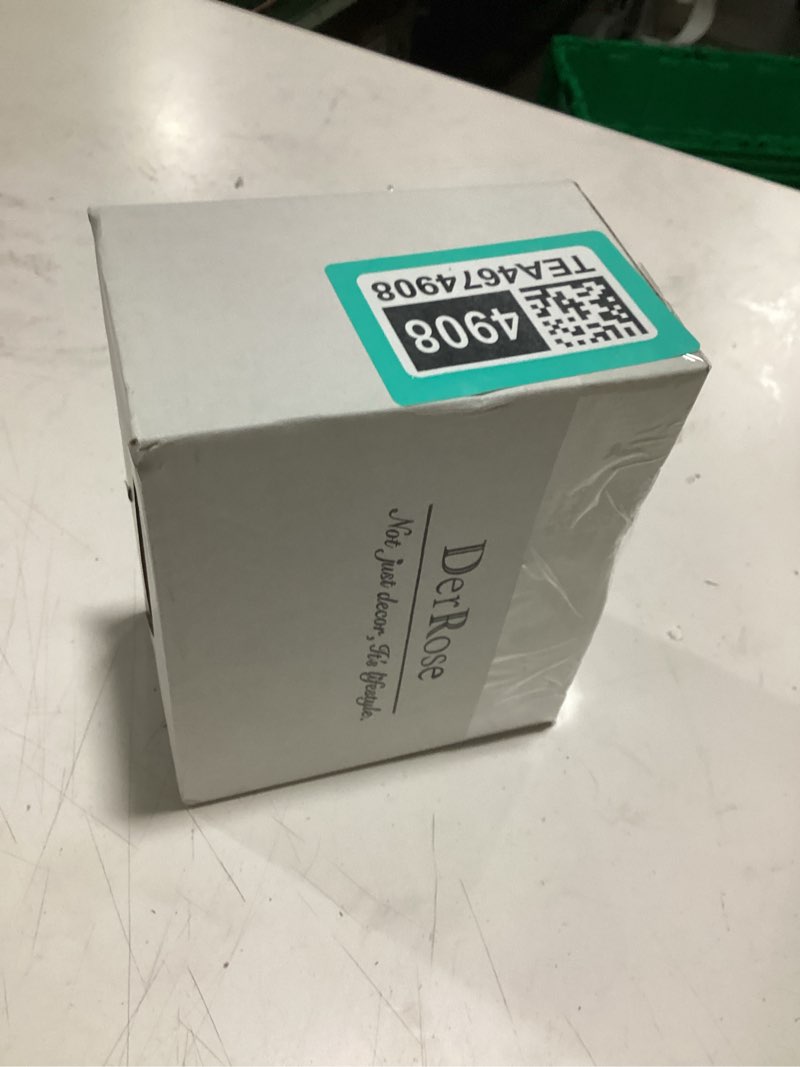 TEA4674908
4908
DerRose
Not just decor, It's lifestyle.